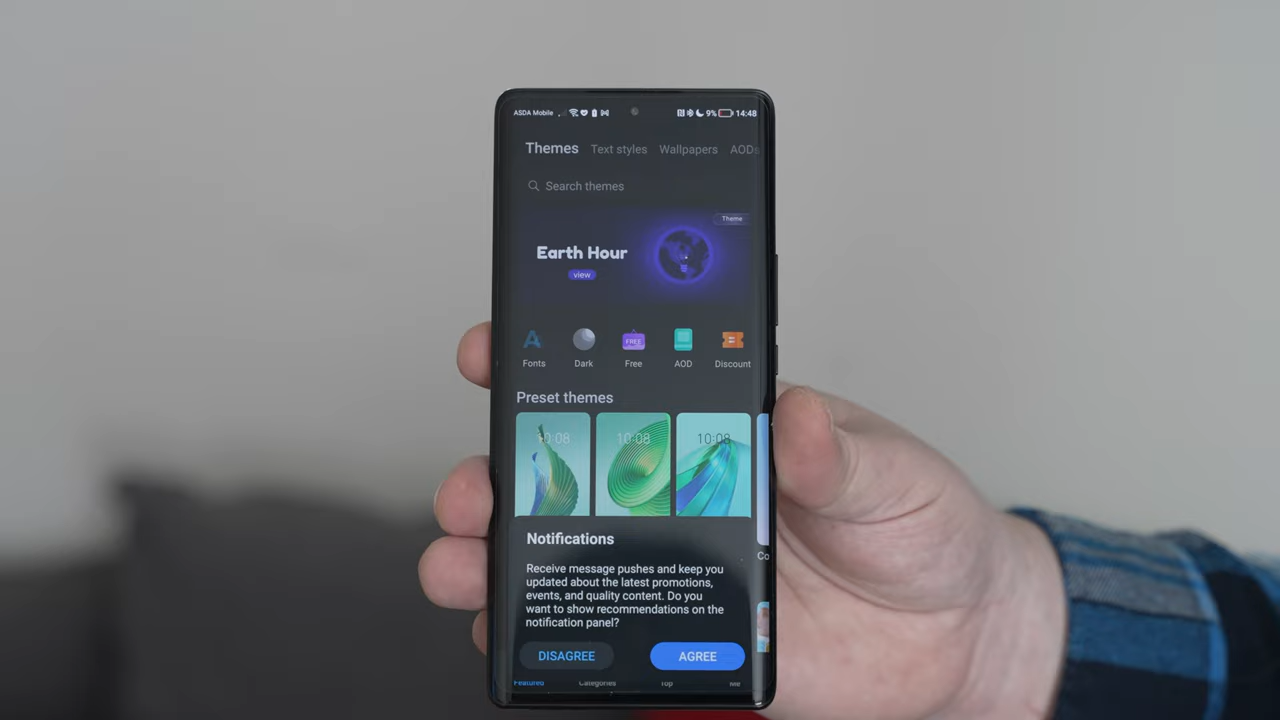 ASDA Mobile 9% 14:48
Themes Text styles Wallpapers AODs
Search themes
Theme
Earth Hour
view
FREE
Fonts Dark Free AOD Discount
Preset themes
10:08 10:08 10:08
Co
Notifications
Receive message pushes and keep you
updated about the latest promotions,
events, and quality content. Do you
want to show recommendations on the
notification panel?
DISAGREE AGREE
Featured Categories Top Me